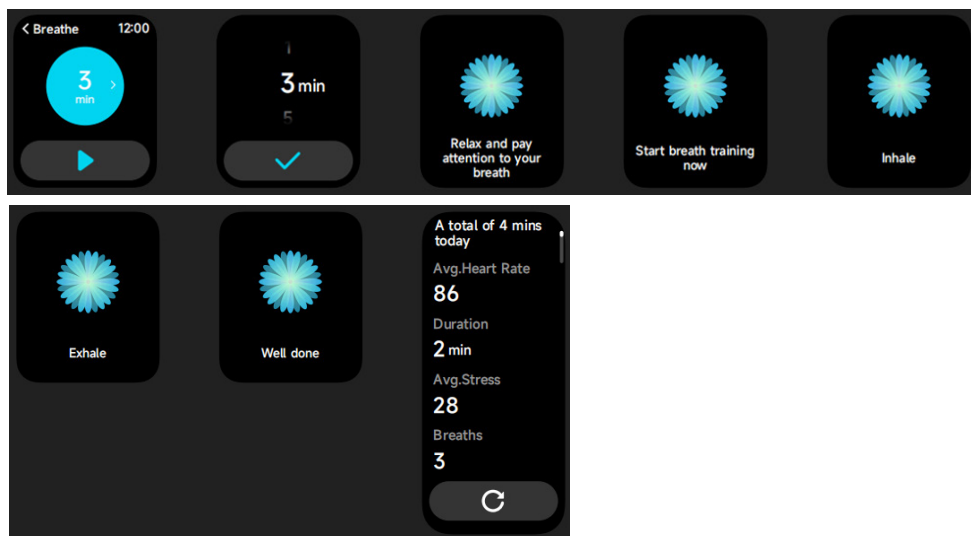 Breathe 12:00
3
min
1
3 min
5
Relax and pay
attention to your
breath
Start breath training
now
Inhale
Exhale
Well done
A total of 4 mins
today
Avg.Heart Rate
86
Duration
2 min
Avg.Stress
28
Breaths
3